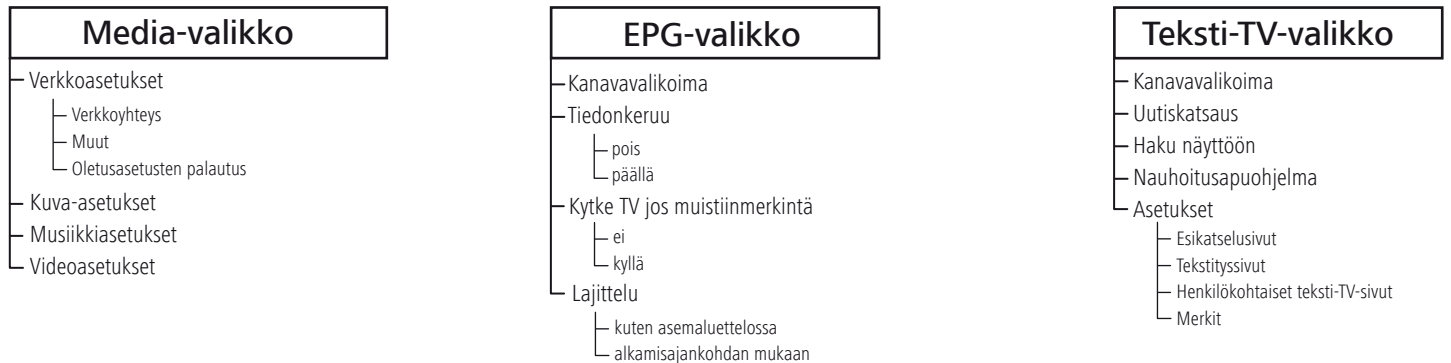 Media-valikko
Verkkoasetukset
Verkkoyhteys
Muut
Oletusasetusten palautus
Kuva-asetukset
Musiikkiasetukset
Videoasetukset
EPG-valikko
Kanavavalikoima
Tiedonkeruu
pois
päällä
Kytke TV jos muistiinmerkintä
ei
kyllä
Lajittelu
kuten asemaluettelossa
alkamisajankohdan mukaan
Teksti-TV-valikko
Kanavavalikoima
Uutiskatsaus
Haku näyttöön
Nauhoitusapuohjelma
Asetukset
Esikatselusivut
Tekstityssivut
Henkilökohtaiset teksti-TV-sivut
Merkit